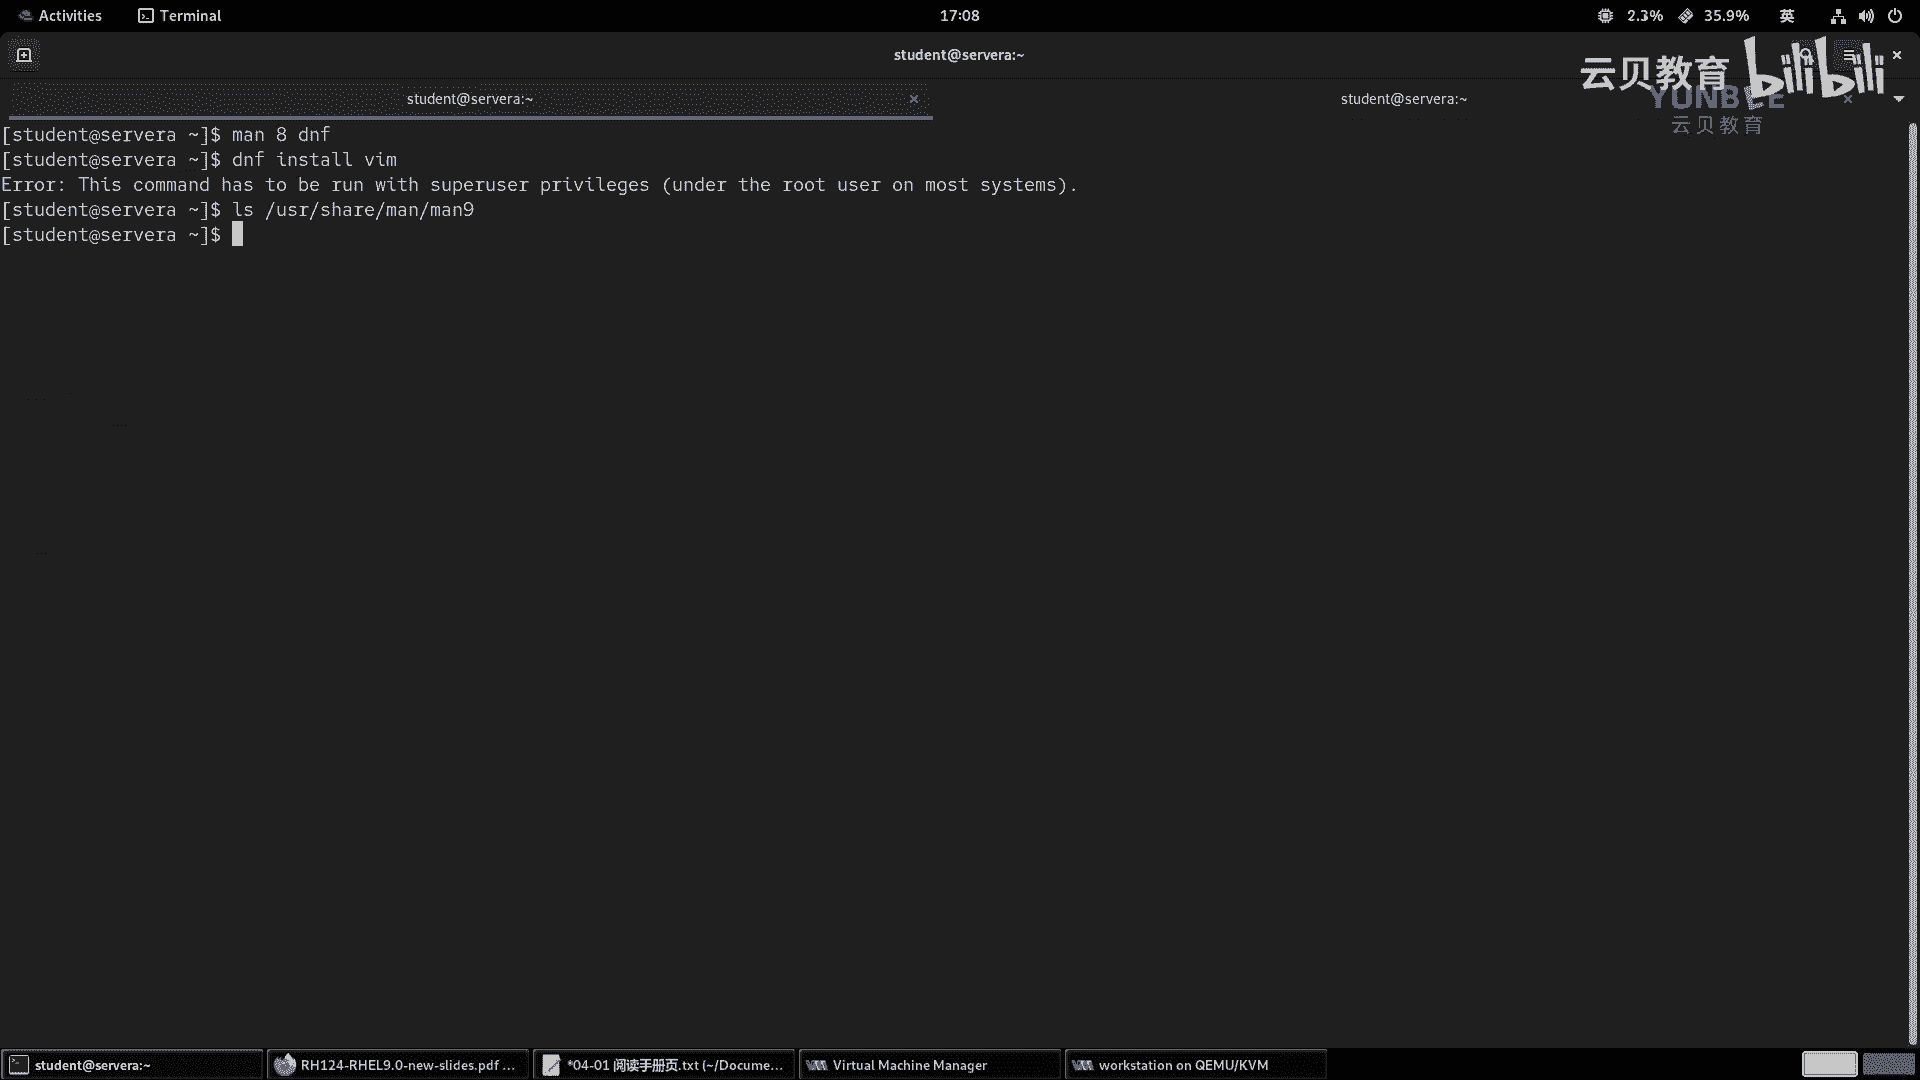 Activities Terminal 17:08 2.3% 35.9% 英
student@servera:~
云贝教育 bilibili
student@servera:~ student@servera:~
YUNBEE
云贝教育
[student@servera ~]$ man 8 dnf
[student@servera ~]$ dnf install vim
Error: This command has to be run with superuser privileges (under the root user on most systems).
[student@servera ~]$ ls /usr/share/man/man9
[student@servera ~]$
student@servera:~ RH124-RHEL9.0-new-slides.pdf ... *04-01 阅读手册页.txt (~/Docume... Virtual Machine Manager workstation on QEMU/KVM